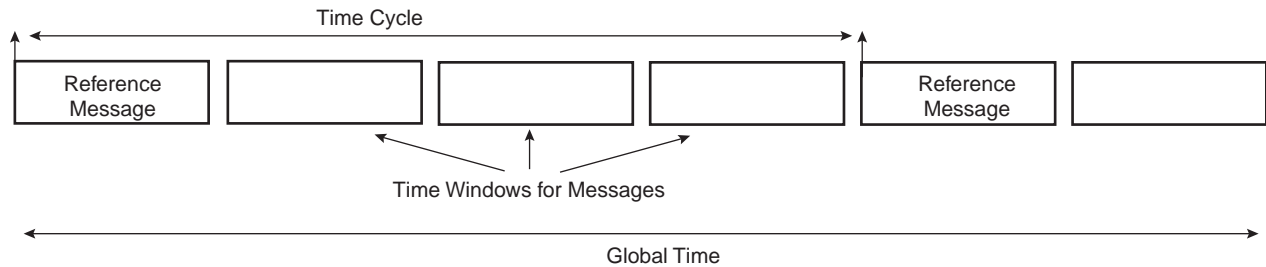 Time Cycle
Reference
Message
Reference
Message
Time Windows for Messages
Global Time